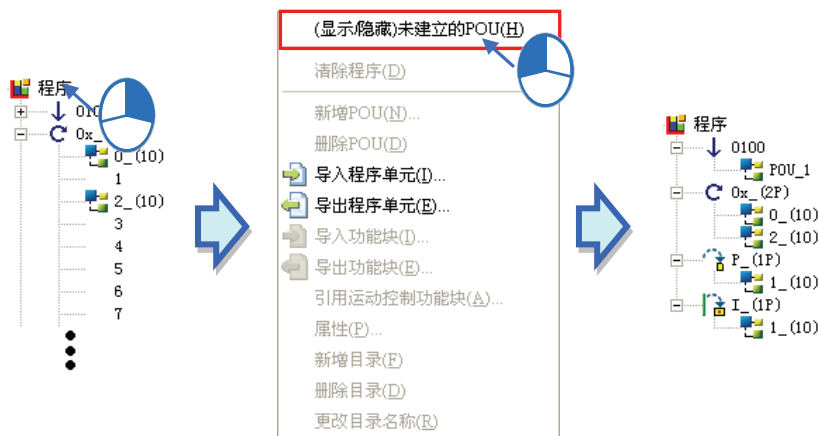 程序
0x_
0_(10)
1
2_(10)
3
4
5
6
7
(显示/隐藏)未建立的POU(H)
清除程序(D)
新增POU(N)...
删除POU(D)
导入程序单元(I)...
导出程序单元(E)...
导入功能块(I)...
导出功能块(E)...
引用运动控制功能块(A)...
属性(P)...
新增目录(F)
删除目录(D)
更改目录名称(R)
程序
0100
POU_1
0x_(2P)
0_(10)
2_(10)
P_(1P)
1_(10)
I_(1P)
1_(10)